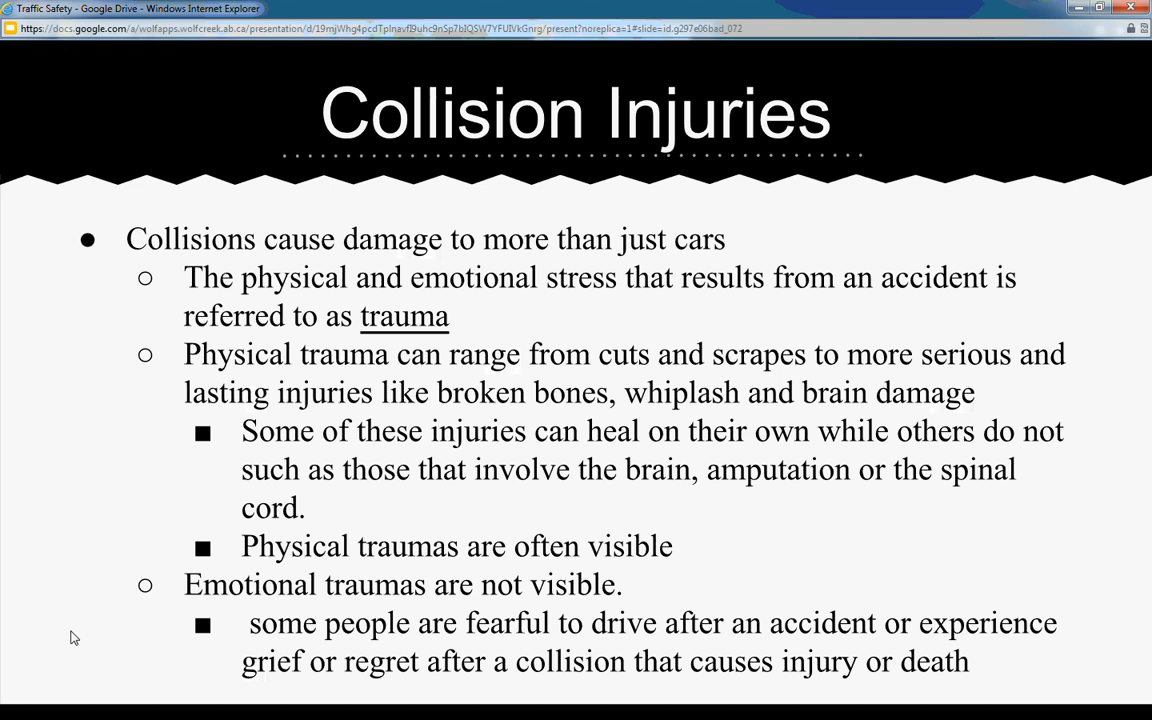 Traffic Safety - Google Drive - Windows Internet Explorer
Collision Injuries
● Collisions cause damage to more than just cars
○ The physical and emotional stress that results from an accident is
referred to as trauma
○ Physical trauma can range from cuts and scrapes to more serious and
lasting injuries like broken bones, whiplash and brain damage
■ Some of these injuries can heal on their own while others do not
such as those that involve the brain, amputation or the spinal
cord.
■ Physical traumas are often visible
○ Emotional traumas are not visible.
■ some people are fearful to drive after an accident or experience
grief or regret after a collision that causes injury or death